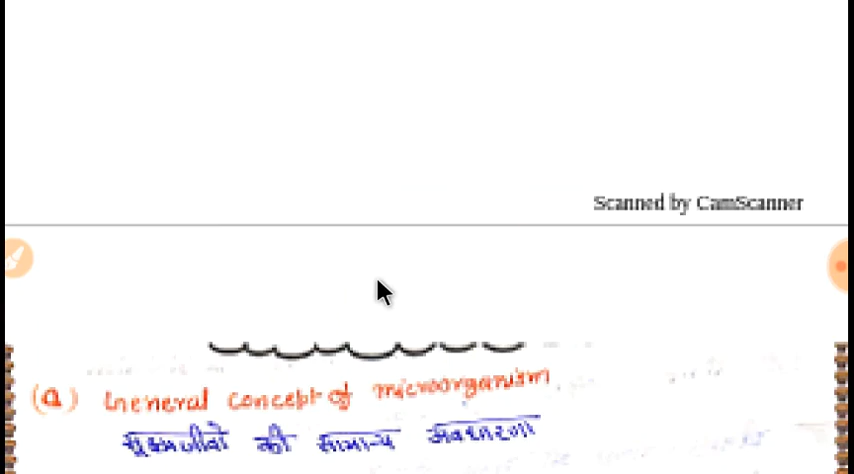 Scanned by CamScanner
(a) General concept of microorganism
सूक्ष्मजीवों की सामान्य अवधारणा